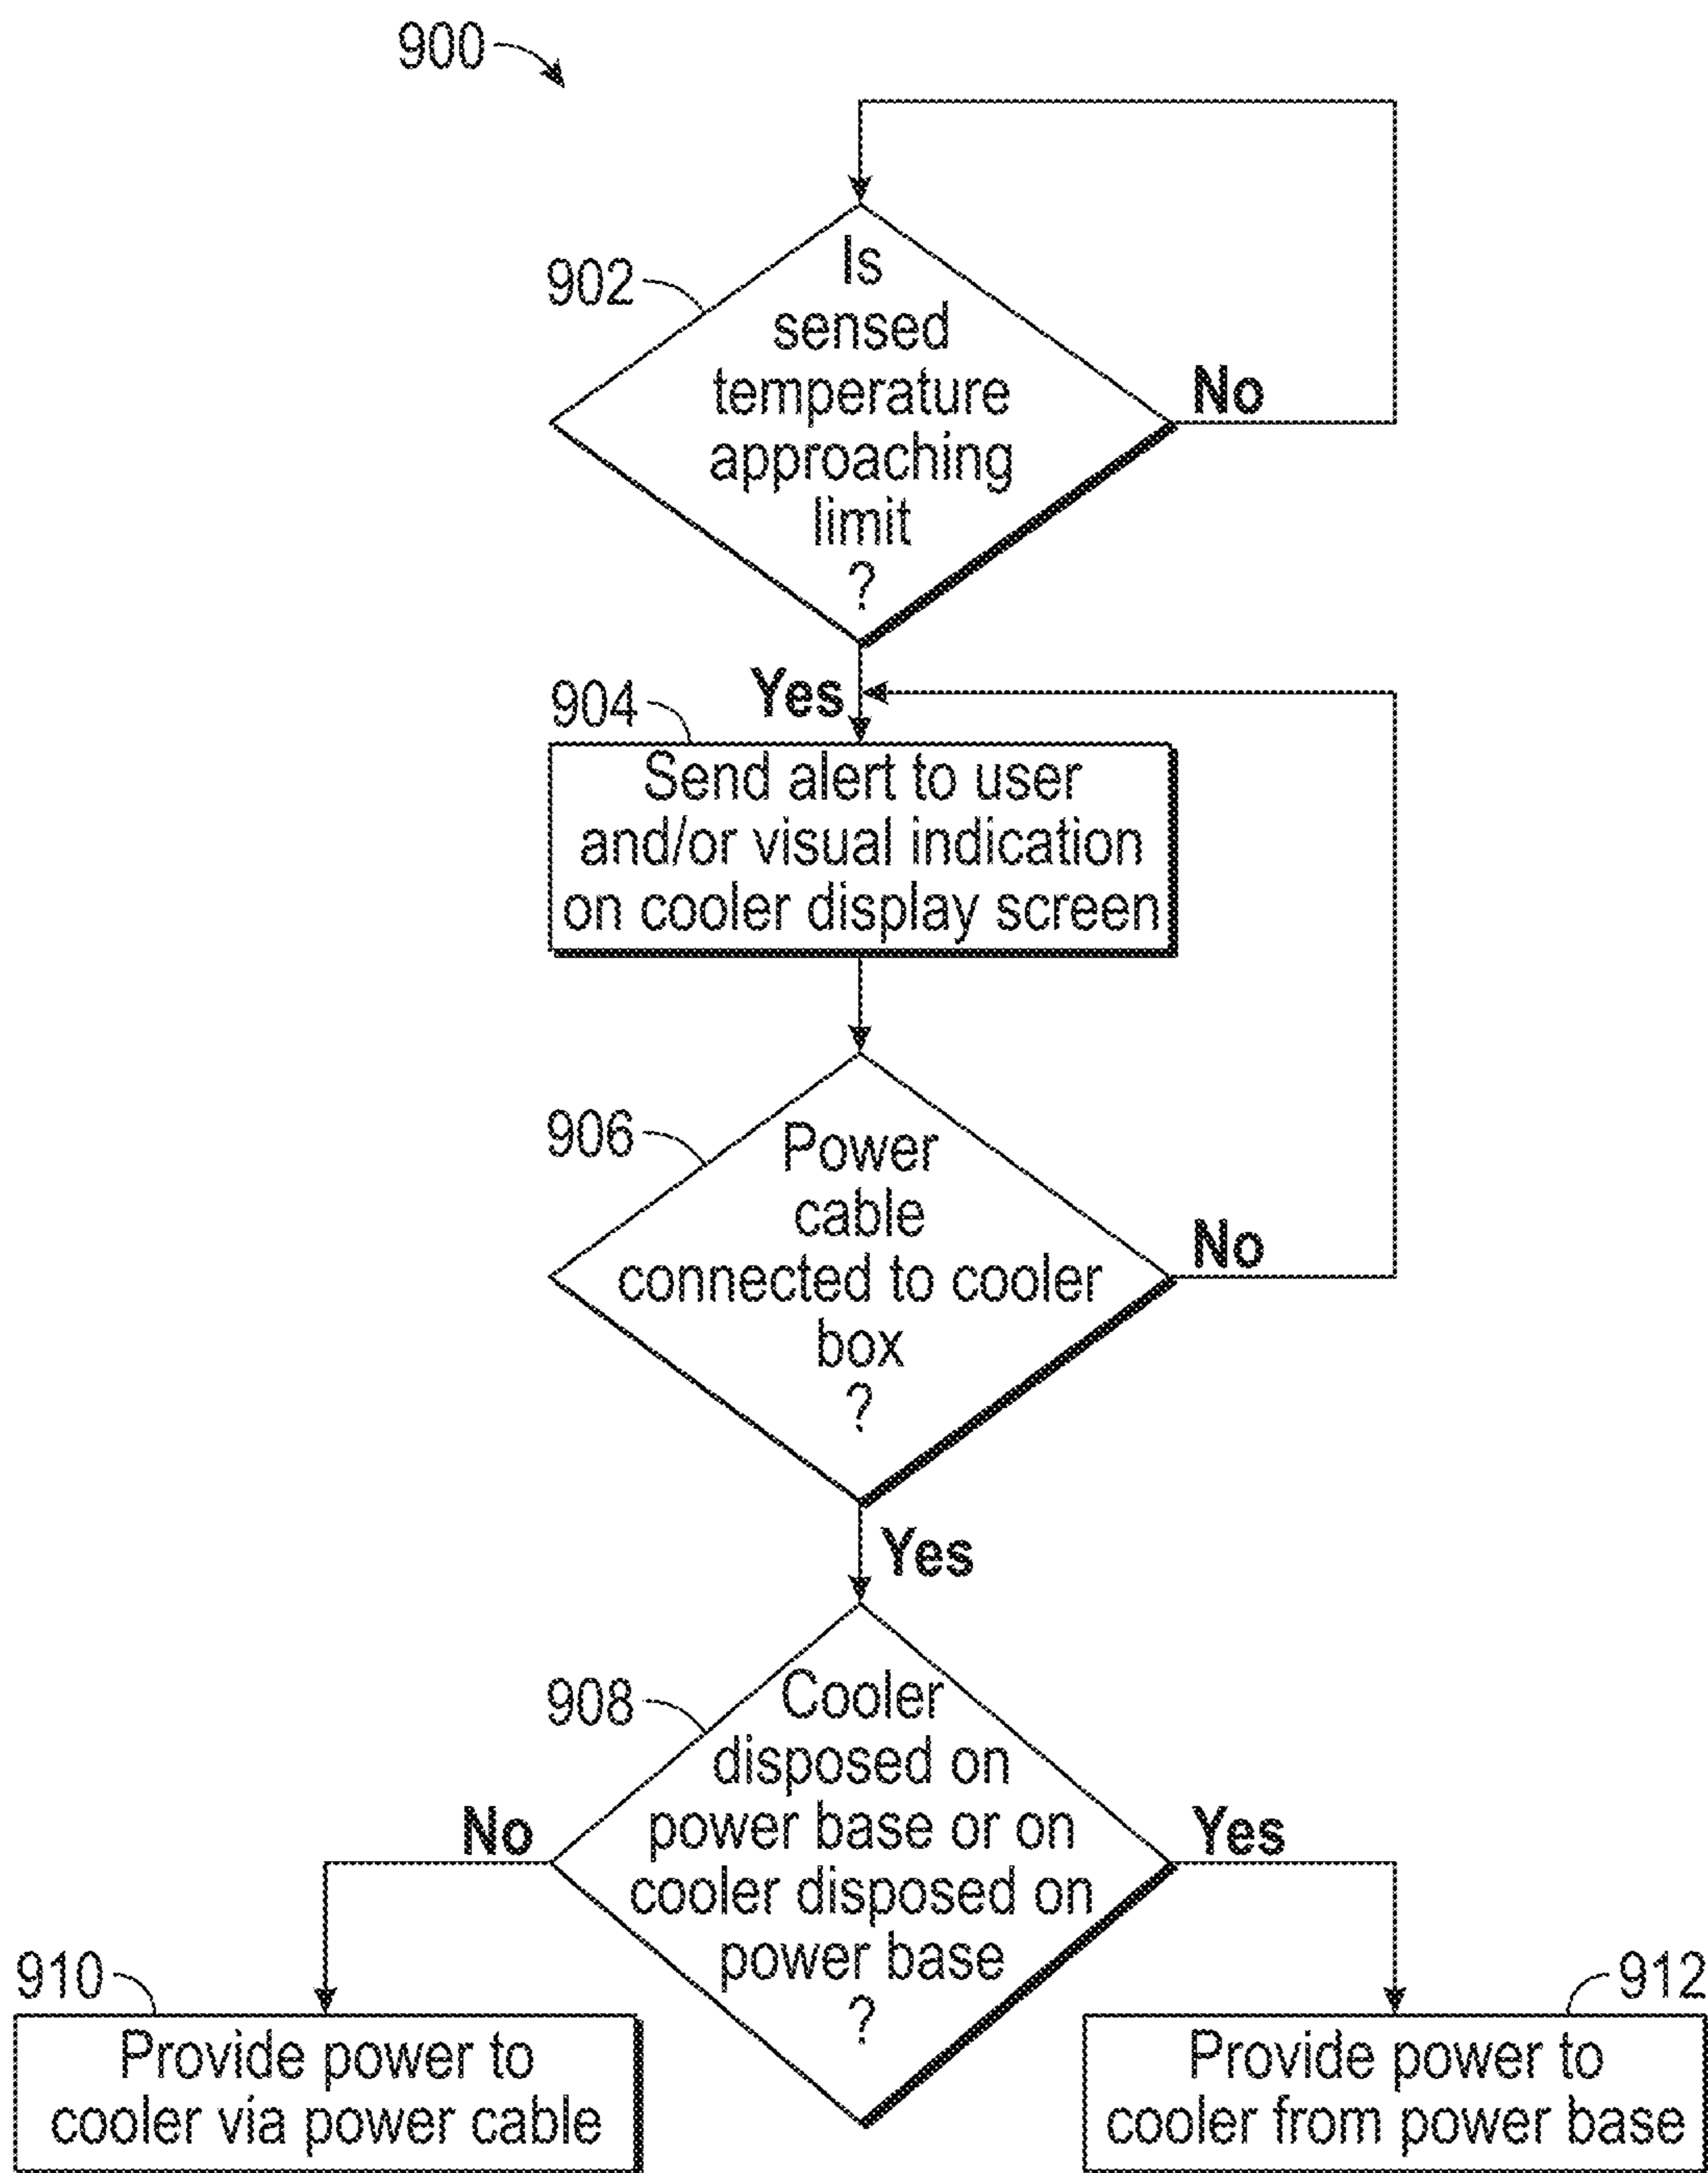 900
902
Is
sensed
temperature
approaching
limit
?
No
Yes
904
Send alert to user
and/or visual indication
on cooler display screen
906
Power
cable
connected to cooler
box
?
No
Yes
908
Cooler
disposed on
power base or on
cooler disposed on
power base
?
No
Yes
910
Provide power to
cooler via power cable
912
Provide power to
cooler from power base